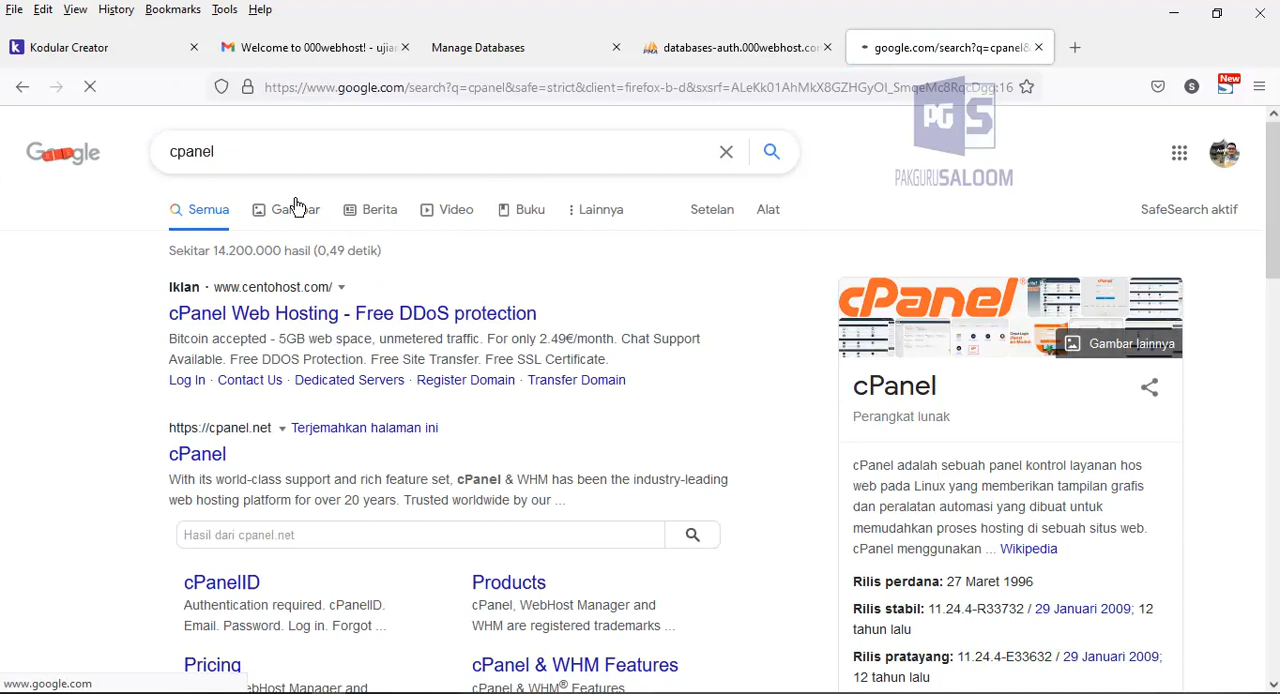 File Edit View History Bookmarks Tools Help
Kodular Creator
Welcome to 000webhost! - ujian
Manage Databases
databases-auth.000webhost.co
google.com/search?q=cpanel&
https://www.google.com/search?q=cpanel&safe=strict&client=firefox-b-d&sxsrf=
S
New
Google
cpanel
PG S
PAKGURUSALOOM
Semua Gambar Berita Video Buku Lainnya Setelan Alat SafeSearch aktif
Sekitar 14.200.000 hasil (0,49 detik)
Iklan · www.centohost.com/
cPanel Web Hosting - Free DDoS protection
Bitcoin accepted - 5GB web space, unmetered traffic. For only 2.49€/month. Chat Support
Available. Free DDOS Protection. Free Site Transfer. Free SSL Certificate.
Log In · Contact Us · Dedicated Servers · Register Domain · Transfer Domain
https://cpanel.net Terjemahkan halaman ini
cPanel
With its world-class support and rich feature set, cPanel & WHM has been the industry-leading
web hosting platform for over 20 years. Trusted worldwide by our ...
Hasil dari cpanel.net
cPanelID
Authentication required. cPanelID.
Email. Password. Log in. Forgot ...
Products
cPanel, WebHost Manager and
WHM are registered trademarks ...
Pricing
WebHost Manager and
cPanel & WHM Features
cPanel & WHM® Features
cPanel
Gambar lainnya
cPanel
Perangkat lunak
cPanel adalah sebuah panel kontrol layanan hos
web pada Linux yang memberikan tampilan grafis
dan peralatan automasi yang dibuat untuk
memudahkan proses hosting di sebuah situs web.
cPanel menggunakan ... Wikipedia
Rilis perdana: 27 Maret 1996
Rilis stabil: 11.24.4-R33732 / 29 Januari 2009; 12
tahun lalu
Rilis pratayang: 11.24.4-E33632 / 29 Januari 2009;
12 tahun lalu
www.google.com